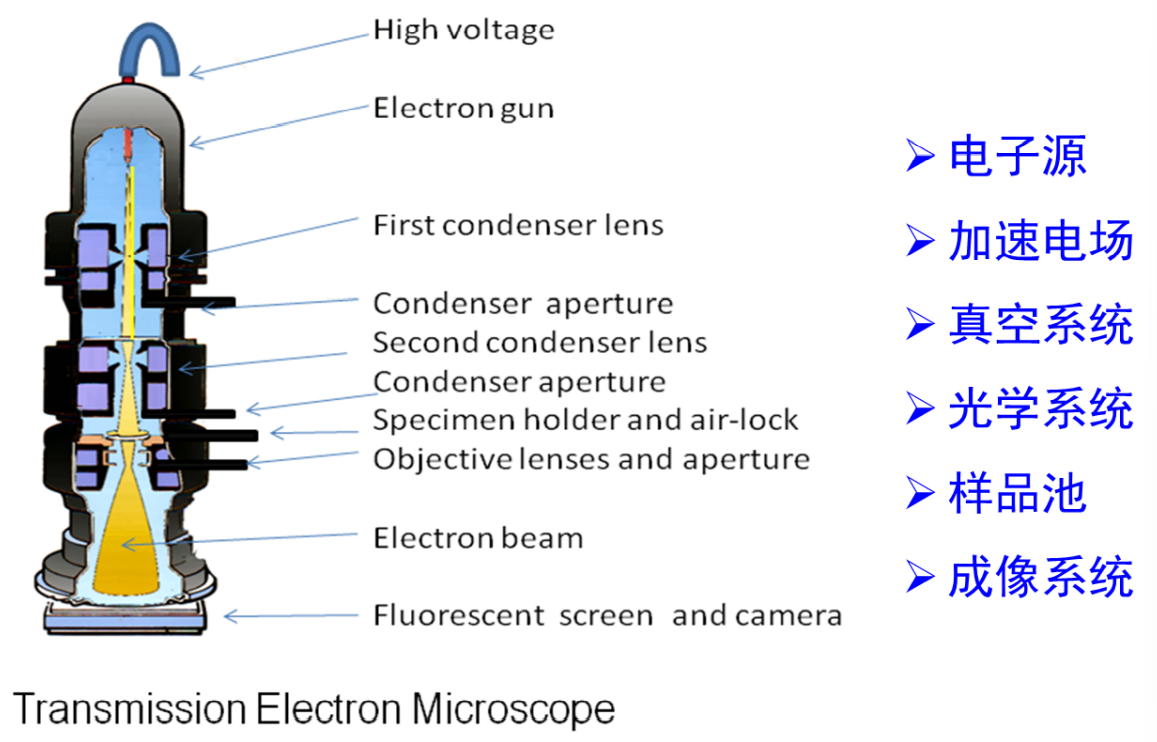 High voltage
Electron gun
First condenser lens
Condenser aperture
Second condenser lens
Condenser aperture
Specimen holder and air-lock
Objective lenses and aperture
Electron beam
Fluorescent screen and camera
➢ 电子源
➢ 加速电场
➢ 真空系统
➢ 光学系统
➢ 样品池
➢ 成像系统
Transmission Electron Microscope